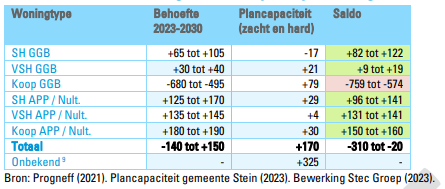 Woningtype Behoefte 2023-2030 Plancapaciteit (zacht en hard) Saldo
SH GGB +65 tot +105 -17 +82 tot +122
VSH GGB +30 tot +40 +21 +9 tot +19
Koop GGB -680 tot -495 +79 -759 tot -574
SH APP / Nult. +125 tot +170 +29 +96 tot +141
VSH APP / Nult. +135 tot +145 +4 +131 tot +141
Koop APP / Nult. +180 tot +190 +30 +150 tot +160
Totaal -140 tot +150 +170 -310 tot -20
Onbekend 9 - +325 -
Bron: Progneff (2021). Plancapaciteit gemeente Stein (2023). Bewerking Stec Groep (2023).